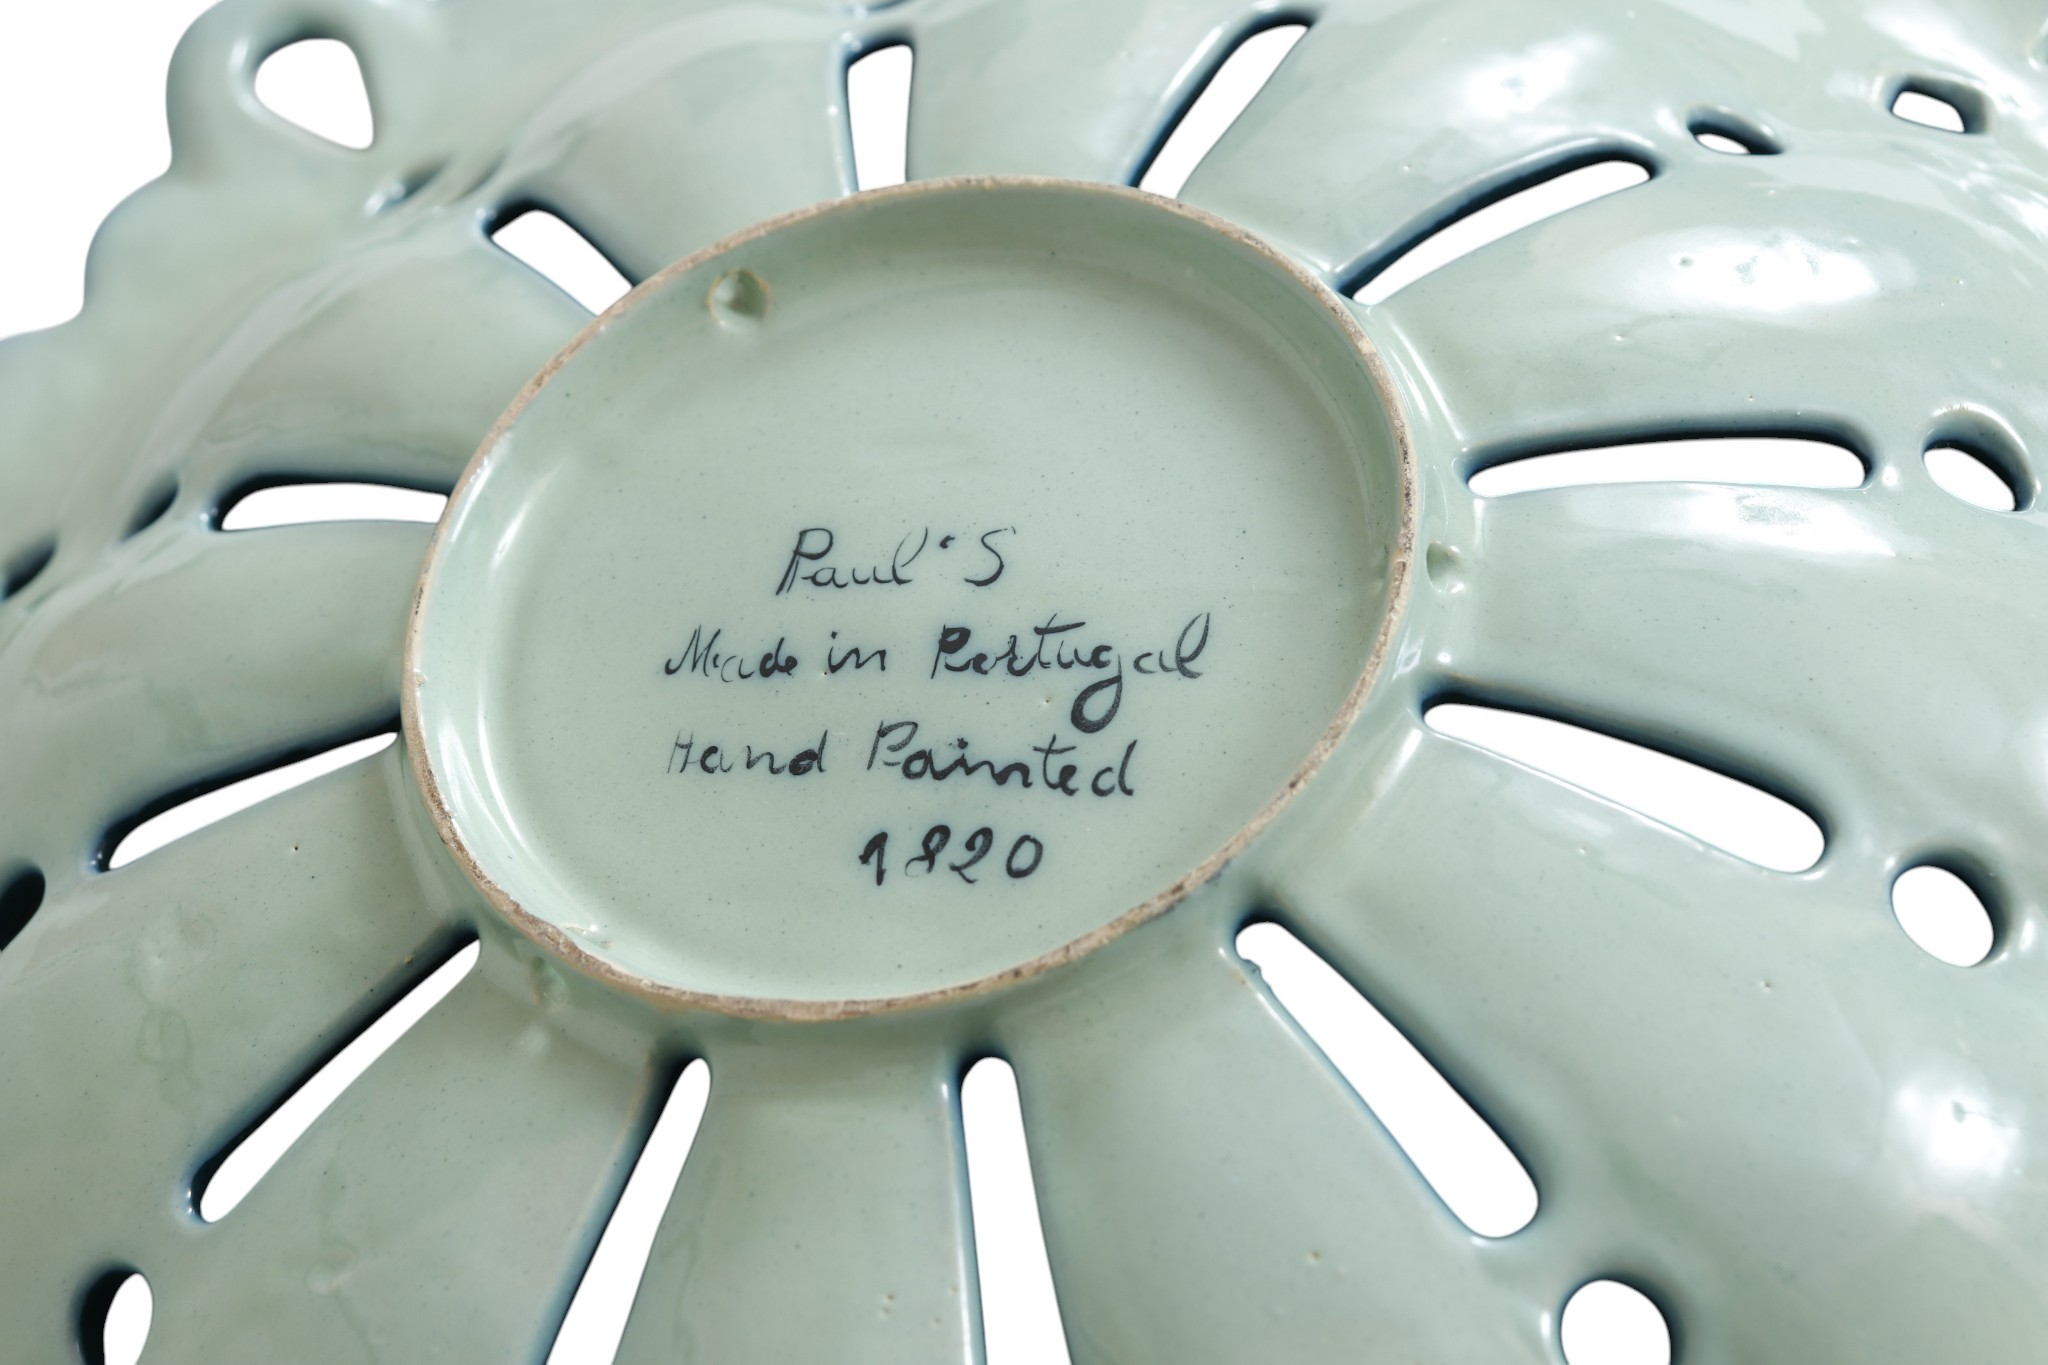 Paul'S
Made in Portugal
Hand Painted
1820